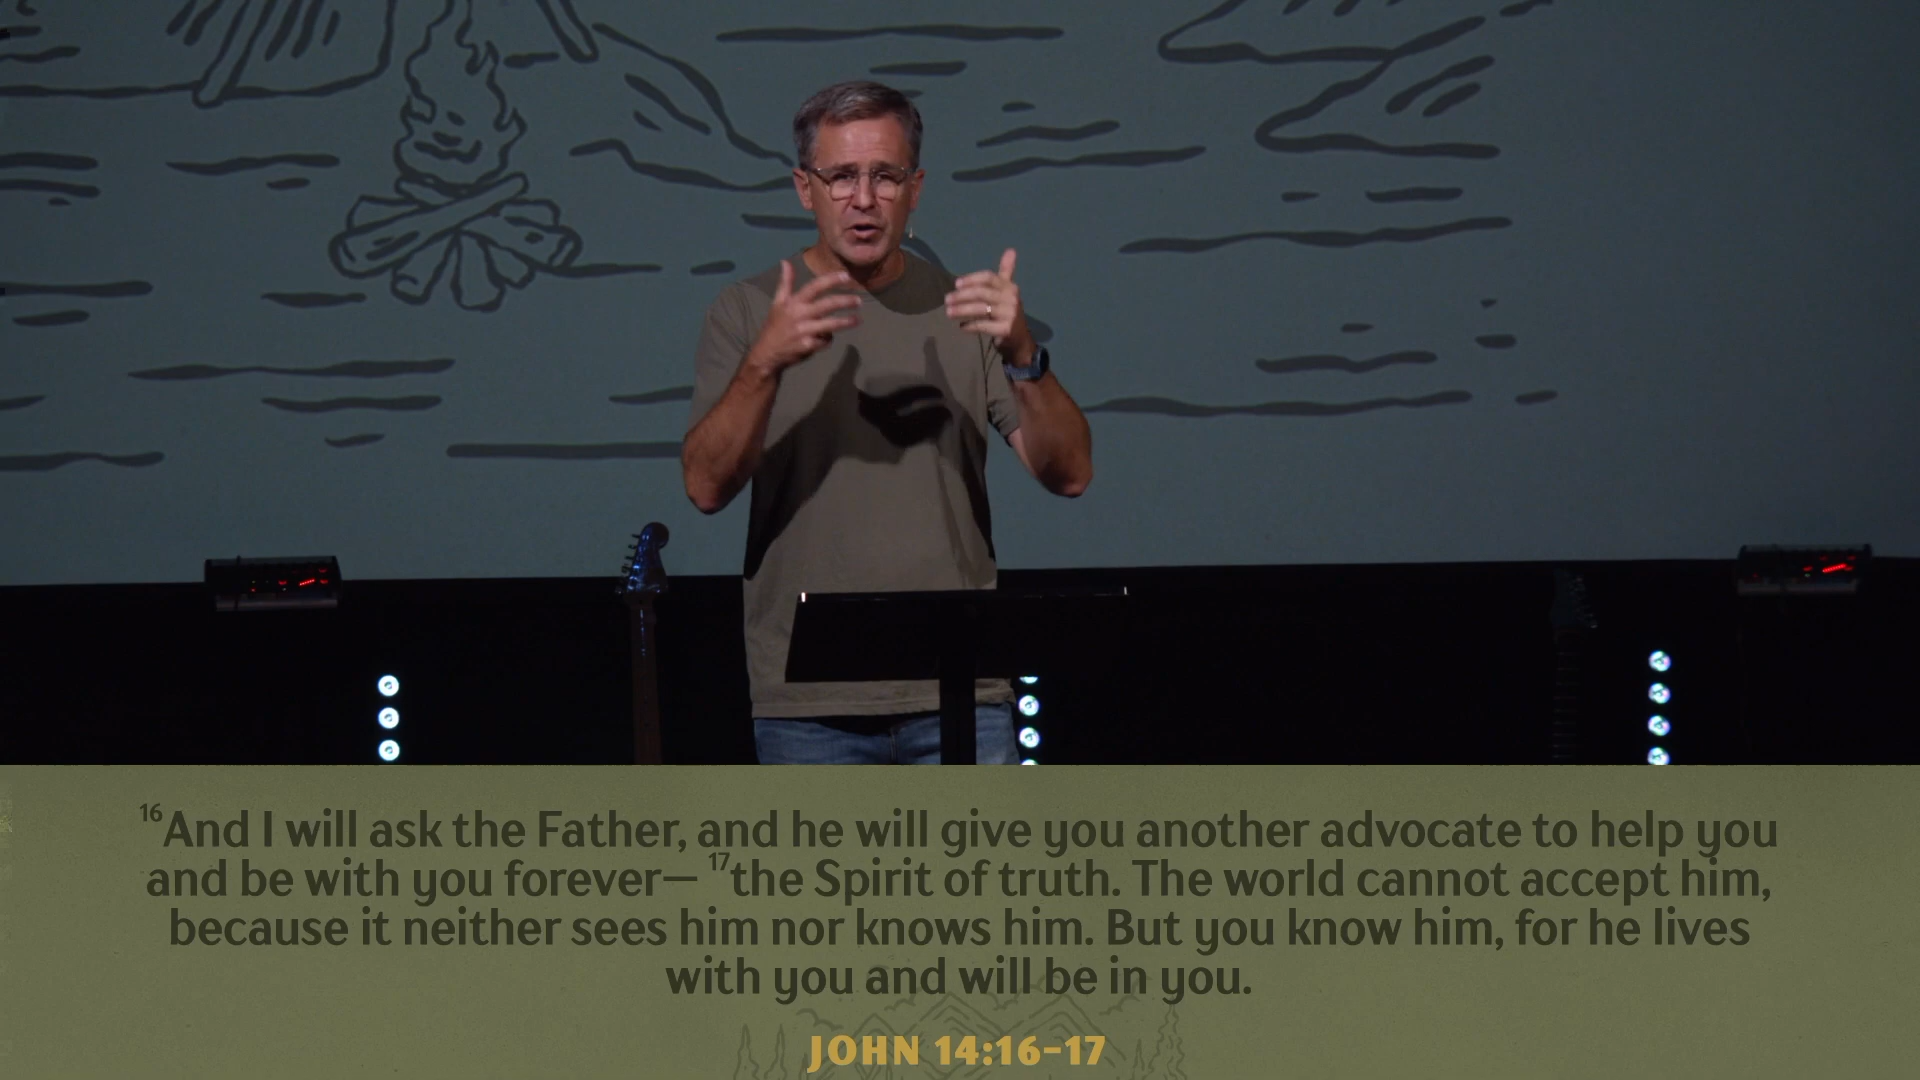 16And I will ask the Father, and he will give you another advocate to help you
and be with you forever— 17the Spirit of truth. The world cannot accept him,
because it neither sees him nor knows him. But you know him, for he lives
with you and will be in you.
JOHN 14:16-17